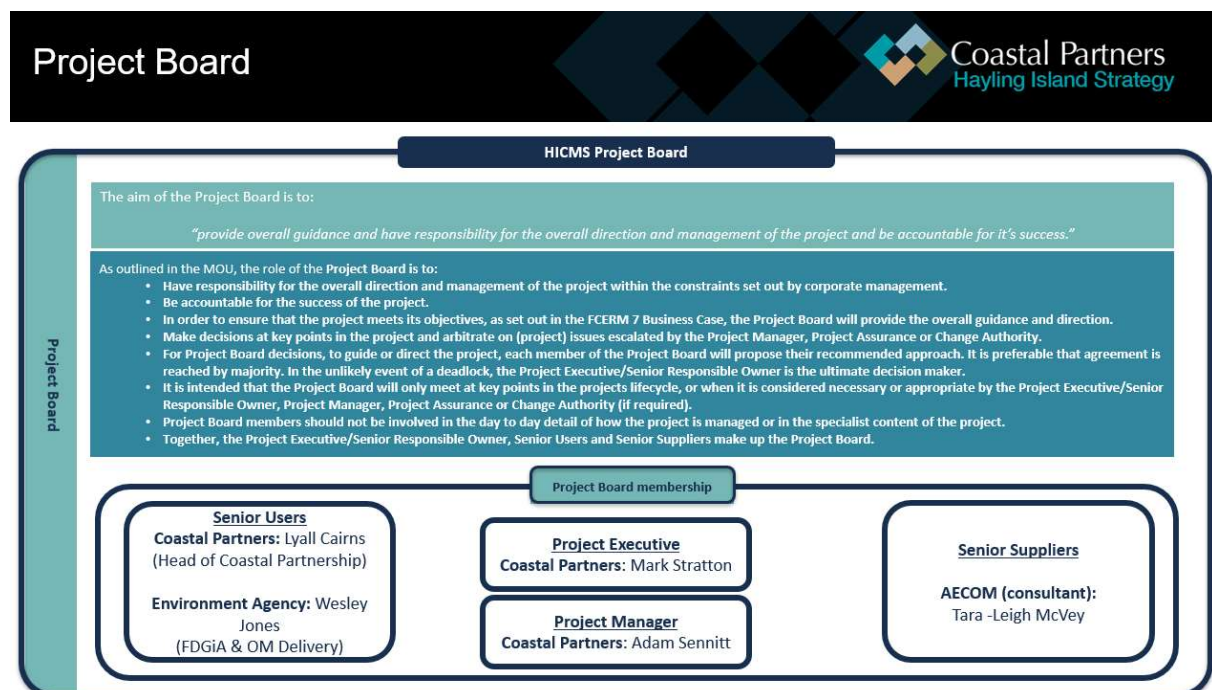 Project Board
Coastal Partners
Hayling Island Strategy
HICMS Project Board
Project Board
The aim of the Project Board is to:
“provide overall guidance and have responsibility for the overall direction and management of the project and be accountable for it’s success.”
As outlined in the MOU, the role of the Project Board is to:
• Have responsibility for the overall direction and management of the project within the constraints set out by corporate management.
• Be accountable for the success of the project.
• In order to ensure that the project meets its objectives, as set out in the FCERM 7 Business Case, the Project Board will provide the overall guidance and direction.
• Make decisions at key points in the project and arbitrate on (project) issues escalated by the Project Manager, Project Assurance or Change Authority.
• For Project Board decisions, to guide or direct the project, each member of the Project Board will propose their recommended approach. It is preferable that agreement is
reached by majority. In the unlikely event of a deadlock, the Project Executive/Senior Responsible Owner is the ultimate decision maker.
• It is intended that the Project Board will only meet at key points in the projects lifecycle, or when it is considered necessary or appropriate by the Project Executive/Senior
Responsible Owner, Project Manager, Project Assurance or Change Authority (if required).
• Project Board members should not be involved in the day to day detail of how the project is managed or in the specialist content of the project.
• Together, the Project Executive/Senior Responsible Owner, Senior Users and Senior Suppliers make up the Project Board.
Project Board membership
Senior Users
Coastal Partners: Lyall Cairns
(Head of Coastal Partnership)
Environment Agency: Wesley
Jones
(FDGiA & OM Delivery)
Project Executive
Coastal Partners: Mark Stratton
Project Manager
Coastal Partners: Adam Sennitt
Senior Suppliers
AECOM (consultant):
Tara -Leigh McVey